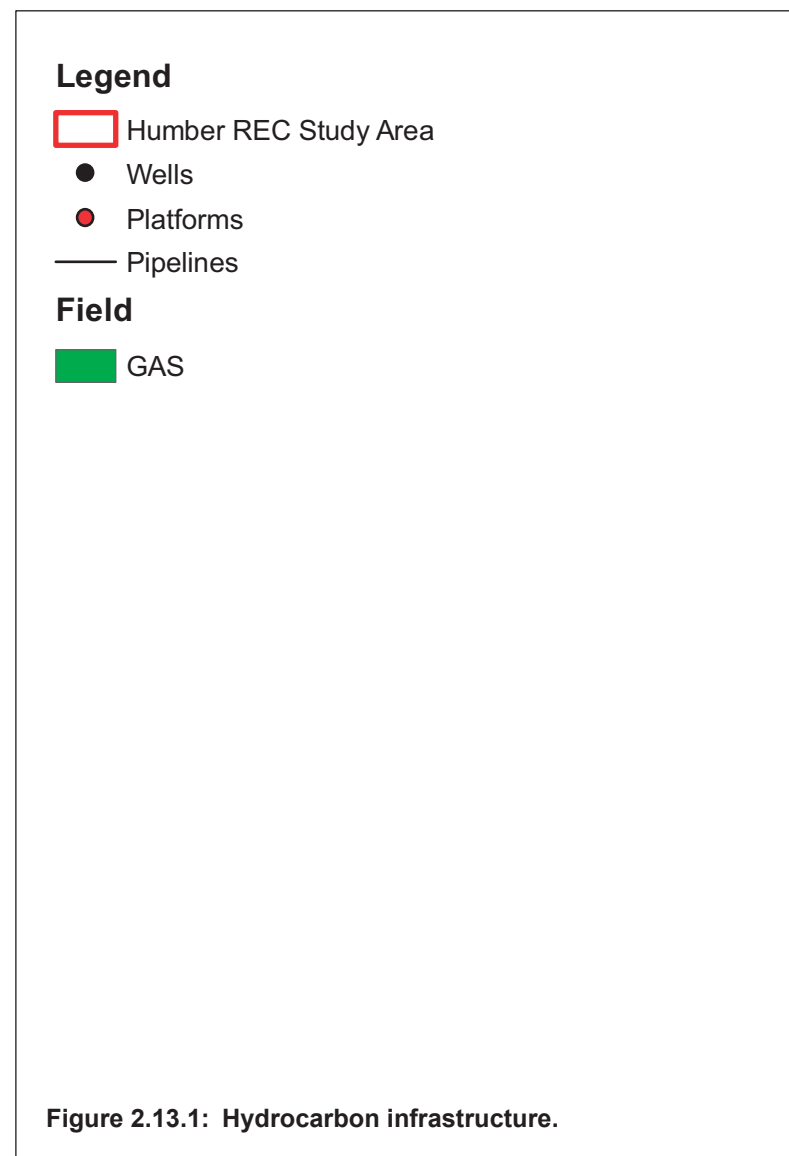 Legend
Humber REC Study Area
Wells
Platforms
Pipelines
Field
GAS
Figure 2.13.1: Hydrocarbon infrastructure.